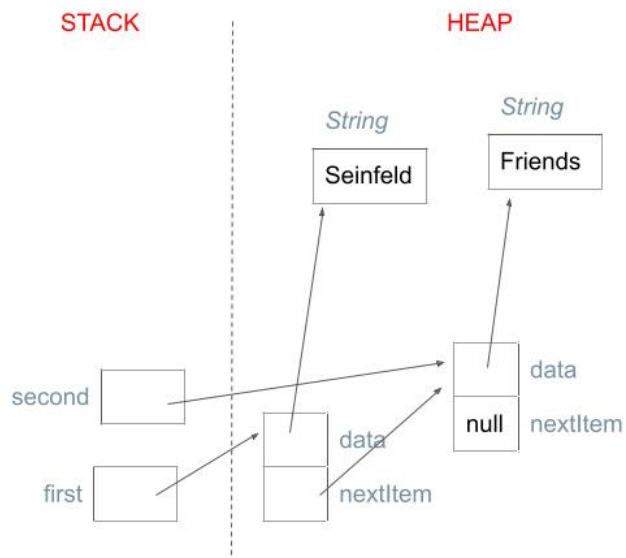 STACK
HEAP
String
String
Seinfeld
Friends
second
data
null
nextItem
data
first
nextItem